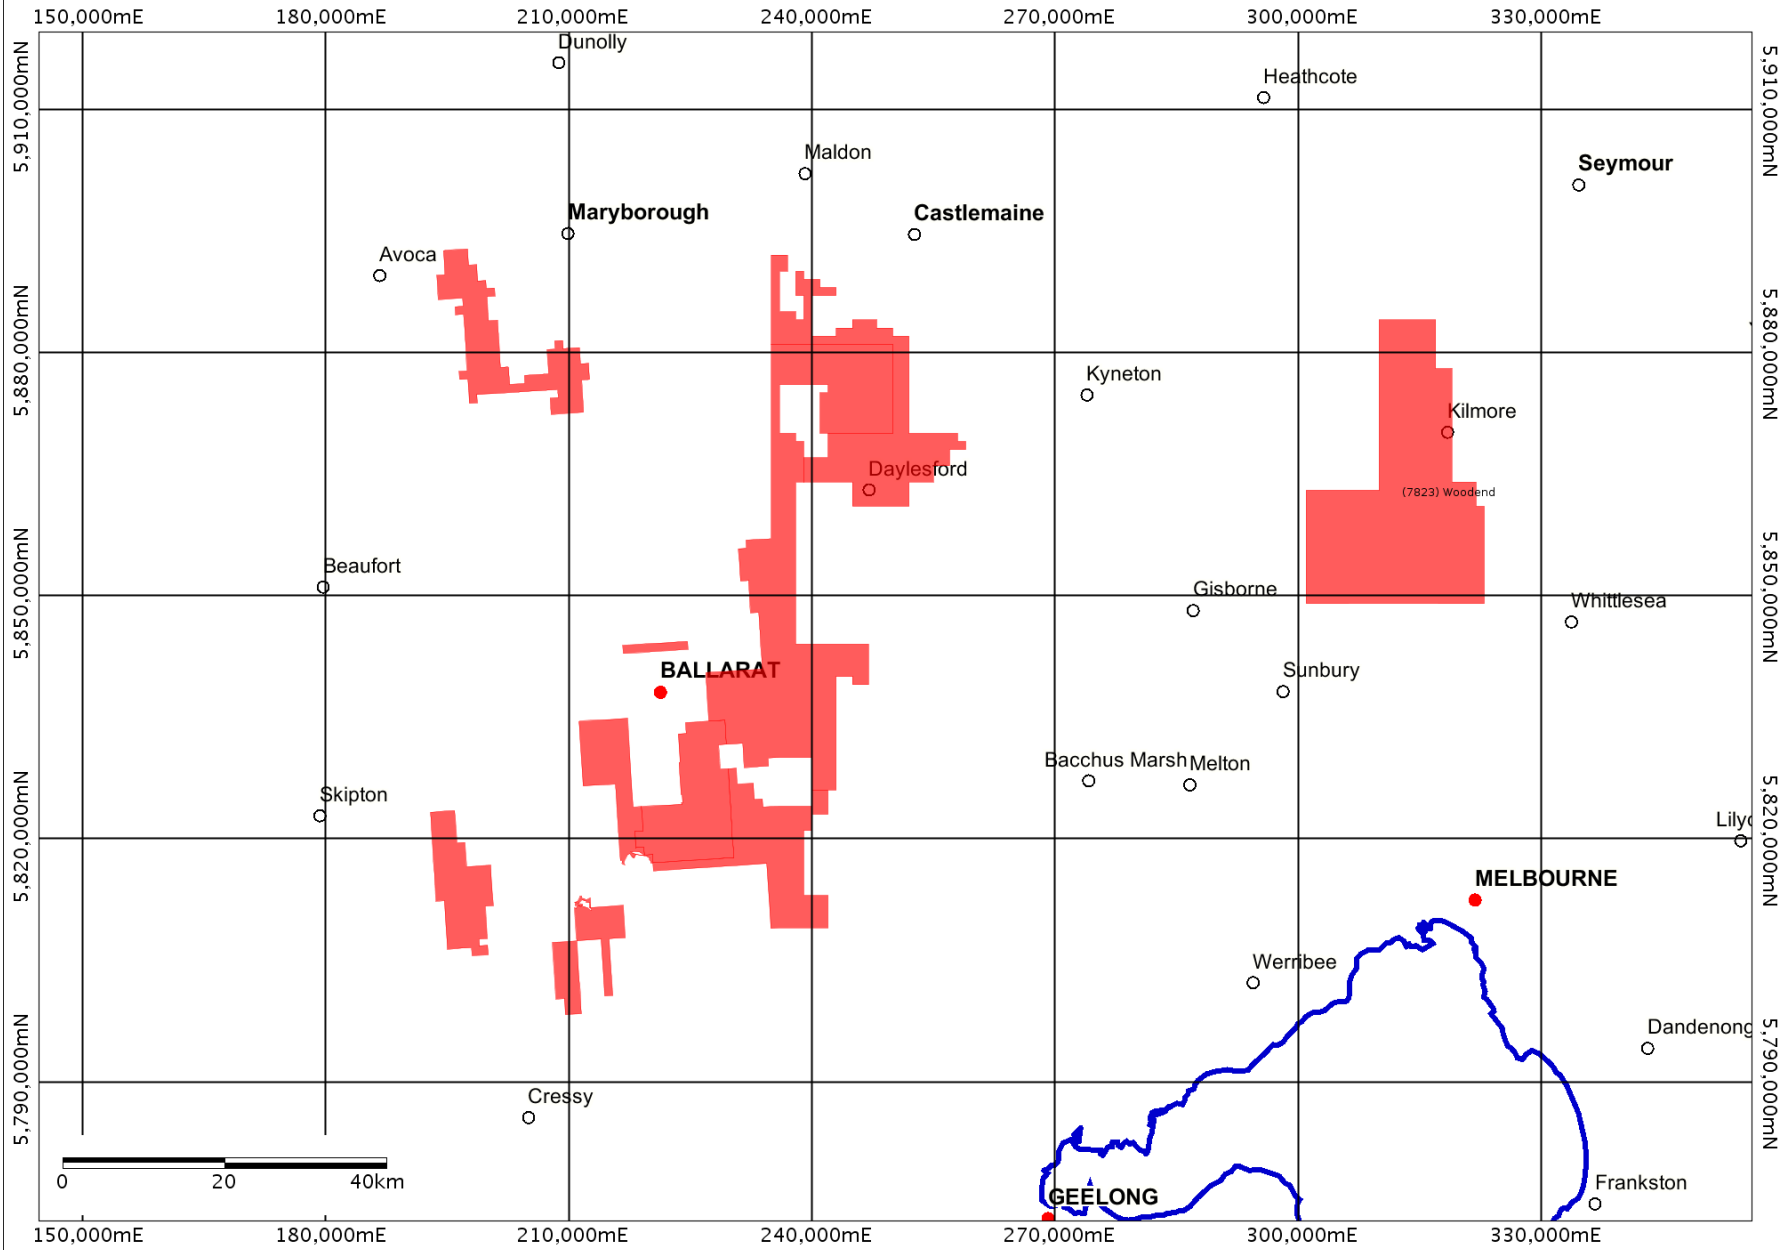 150,000mE 180,000mE 210,000mE 240,000mE 270,000mE 300,000mE 330,000mE
Dunolly
5,910,000mN
5,910,000mN
Heathcote
Maldon
Seymour
Maryborough
Castlemaine
Avoca
5,880,000mN
5,880,000mN
Kyneton
Kilmore
Daylesford
(7823) Woodend
Beaufort
5,850,000mN
5,850,000mN
Gisborne
Whittlesea
BALLARAT
Sunbury
Bacchus Marsh
Melton
Skipton
5,820,000mN
5,820,000mN
Lilyd
MELBOURNE
Werribee
Dandenong
5,790,000mN
5,790,000mN
Cressy
Frankston
GEELONG
0 20 40km
150,000mE 180,000mE 210,000mE 240,000mE 270,000mE 300,000mE 330,000mE